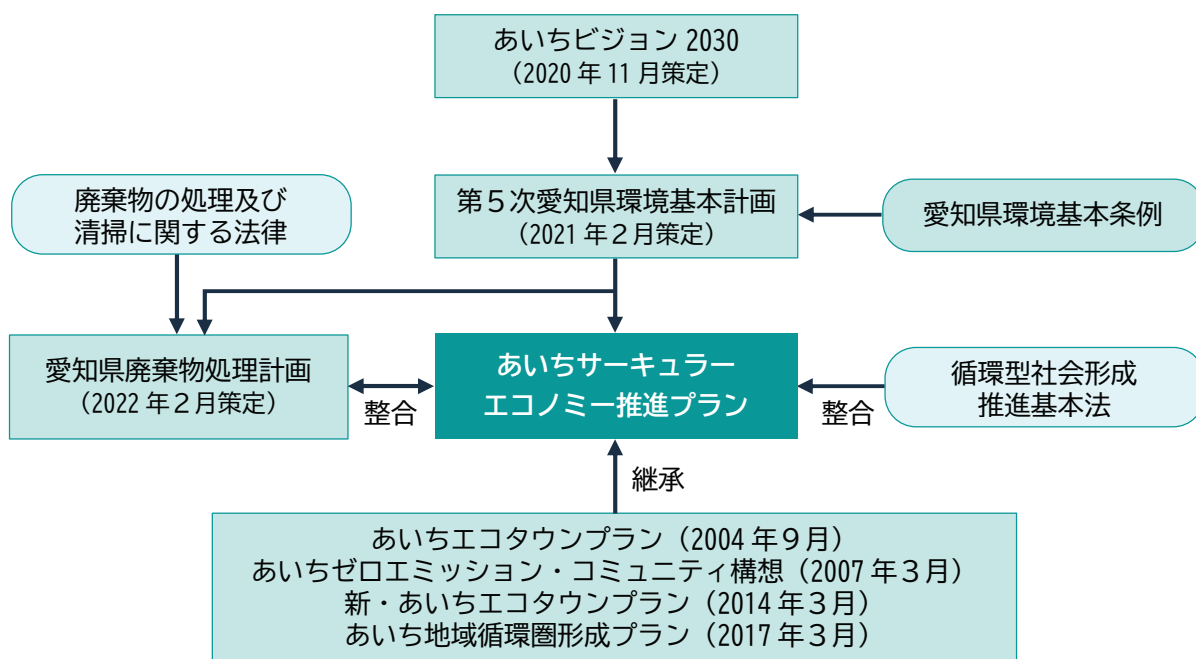 あいちビジョン 2030
（2020 年 11 月策定）
廃棄物の処理及び
清掃に関する法律
第５次愛知県環境基本計画
（2021 年２月策定）
愛知県環境基本条例
愛知県廃棄物処理計画
（2022 年２月策定）
整合
あいちサーキュラー
エコノミー推進プラン
整合
循環型社会形成
推進基本法
継承
あいちエコタウンプラン（2004 年９月）
あいちゼロエミッション・コミュニティ構想（2007 年３月）
新・あいちエコタウンプラン（2014 年３月）
あいち地域循環圏形成プラン（2017 年３月）